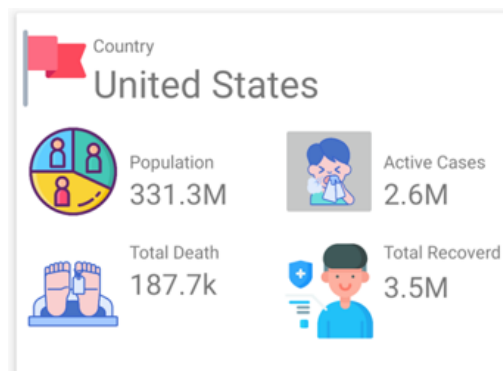 Country
United States
Population
331.3M
Active Cases
2.6M
Total Death
187.7k
Total Recoverd
3.5M